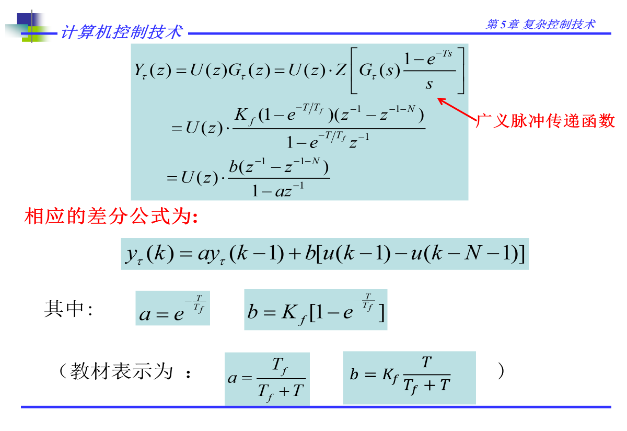 计算机控制技术
第5章 复杂控制技术
Y_τ(z) = U(z)G_τ(z) = U(z)·Z[G_τ(s) (1 − e^{−Ts})/s]
= U(z)· K_f(1 − e^{−T/T_f})(z^{−1} − z^{−1−N}) / (1 − e^{−T/T_f} z^{−1})
广义脉冲传递函数
= U(z)· b(z^{−1} − z^{−1−N}) / (1 − az^{−1})
相应的差分公式为:
y_τ(k) = ay_τ(k − 1) + b[u(k − 1) − u(k − N − 1)]
其中: a = e^{−T/T_f} b = K_f[1 − e^{T/T_f}]
（教材表示为 ： a = T_f/(T_f + T) b = K_f T/(T_f + T) ）